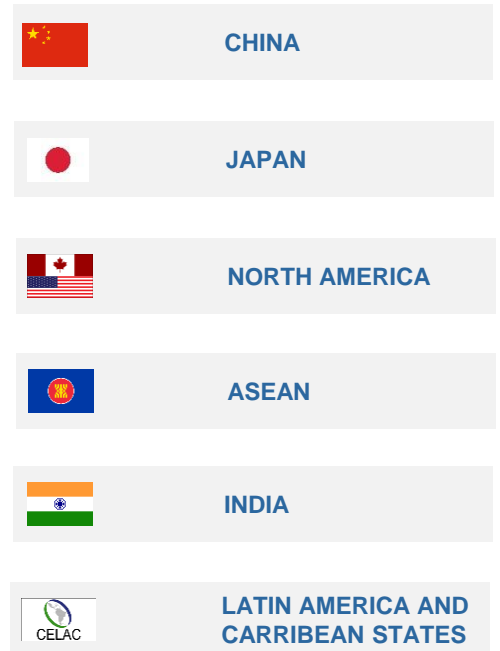 CHINA
JAPAN
NORTH AMERICA
ASEAN
INDIA
CELAC
LATIN AMERICA AND
CARRIBEAN STATES